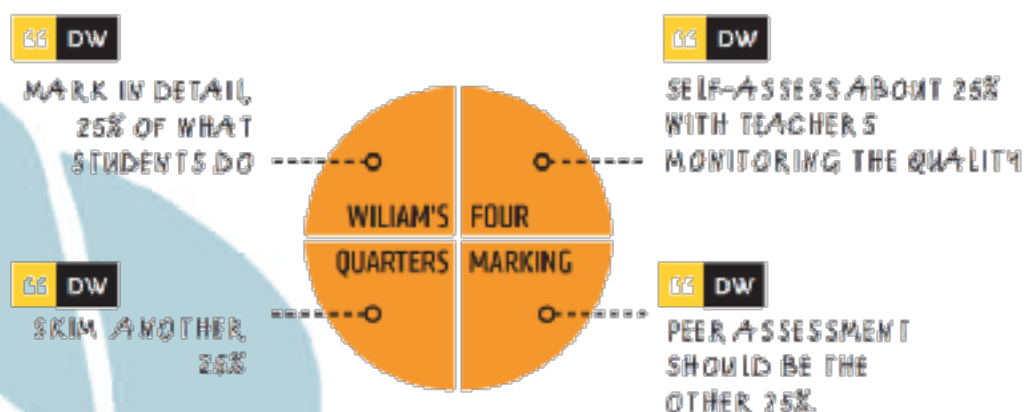 DW
MARK IN DETAIL,
25% OF WHAT
STUDENTS DO
DW
SELF-ASSESS ABOUT 25%
WITH TEACHERS
MONITORING THE QUALITY
WILIAM'S FOUR
QUARTERS MARKING
DW
SKIM ANOTHER
25%
DW
PEER ASSESSMENT
SHOULD BE THE
OTHER 25%.